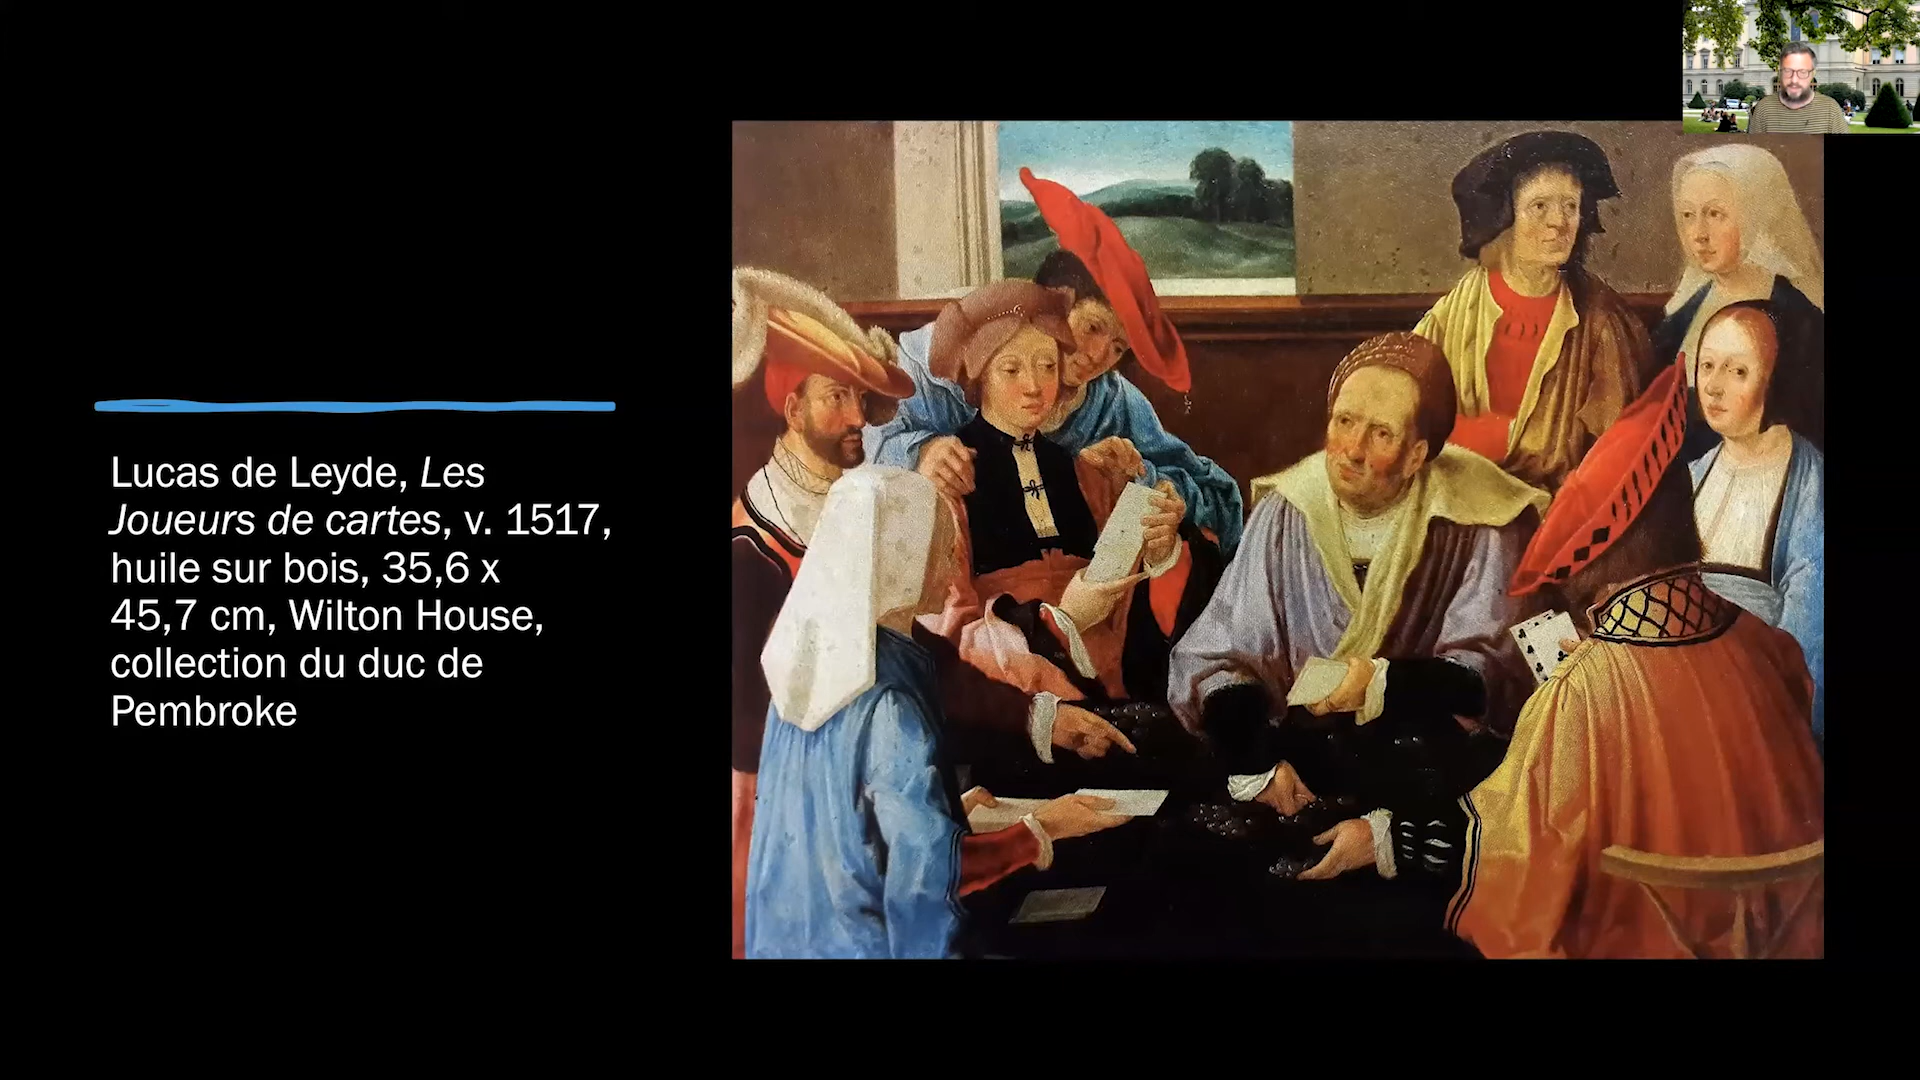 Lucas de Leyde, Les
Joueurs de cartes, v. 1517,
huile sur bois, 35,6 x
45,7 cm, Wilton House,
collection du duc de
Pembroke